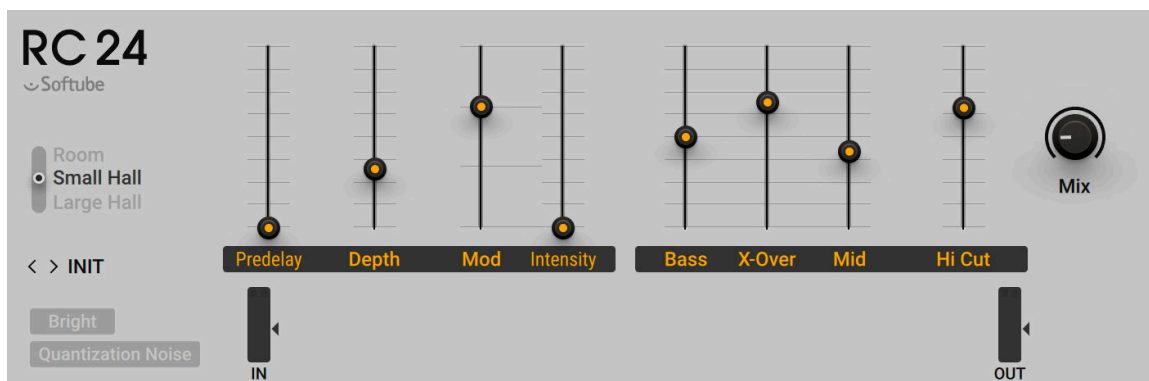 RC 24
Softube
Room
Small Hall
Large Hall
< > INIT
Bright
Quantization Noise
Predelay Depth Mod Intensity Bass X-Over Mid Hi Cut
Mix
IN
OUT